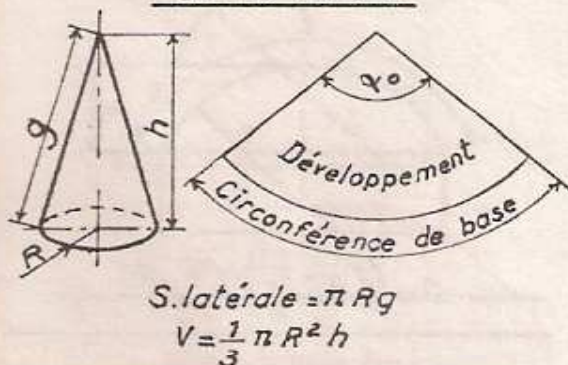 g
h
R
α°
Développement
Circonférence de base
S.latérale = π Rg
V = 1/3 π R² h